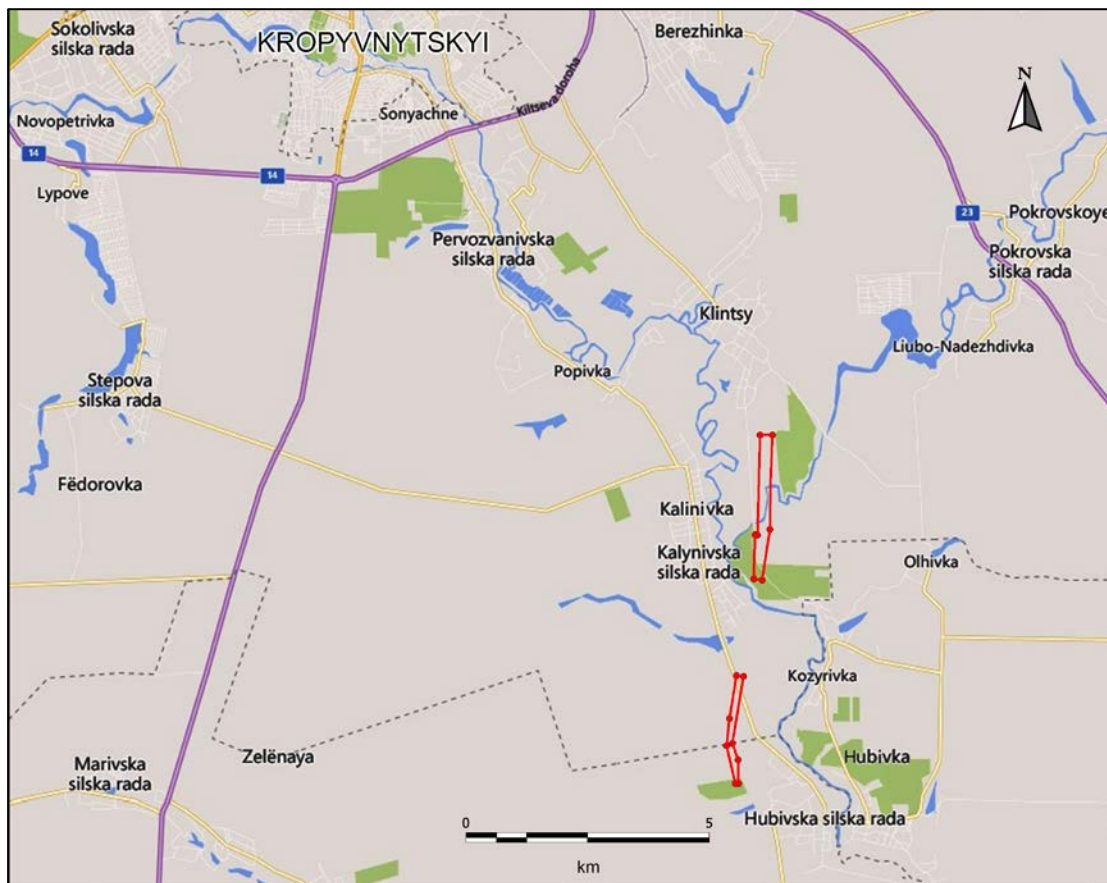 Sokolivska
silska rada
KROPYVNYTSKYI
Berezhinka
Kiltseva doroha
Sonyachne
N
Novopetrivka
14
14
Lypove
23
Pokrovskoye
Pervozvanivska
silska rada
Pokrovska
silska rada
Klintsy
Liubo-Nadezhdivka
Popivka
Stepova
silska rada
Fëdorovka
Kalinivka
Kalynivska
silska rada
Olhivka
Kozyrivka
Zelënaya
Hubivka
Marivska
silska rada
Hubivska silska rada
0
5
km